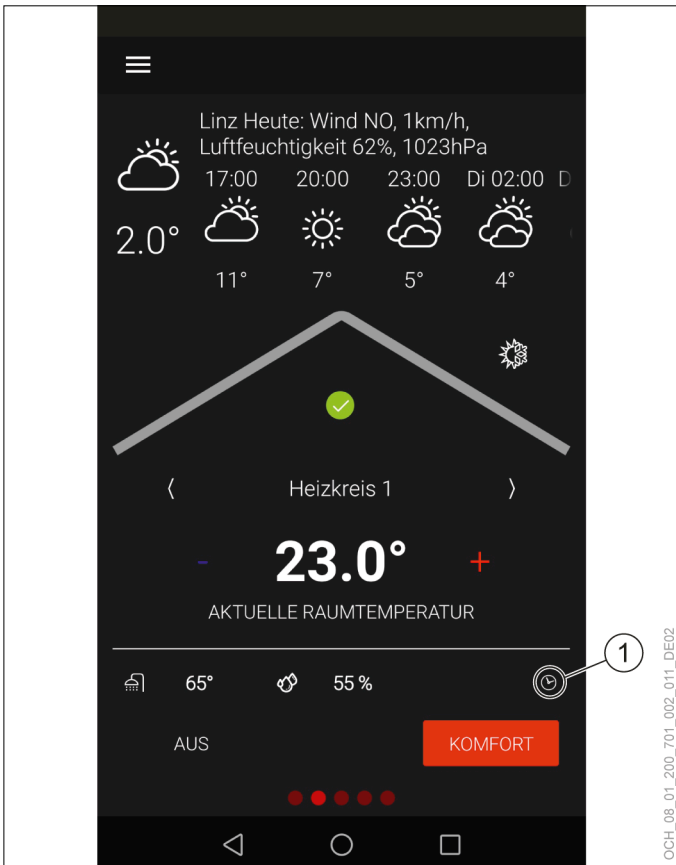 Linz Heute: Wind NO, 1km/h,
Luftfeuchtigkeit 62%, 1023hPa
17:00 20:00 23:00 Di 02:00 D
2.0°
11° 7° 5° 4°
Heizkreis 1
- 23.0° +
AKTUELLE RAUMTEMPERATUR
1
65° 55 %
AUS KOMFORT
OCH_08_01_200_701_002_011_DE02